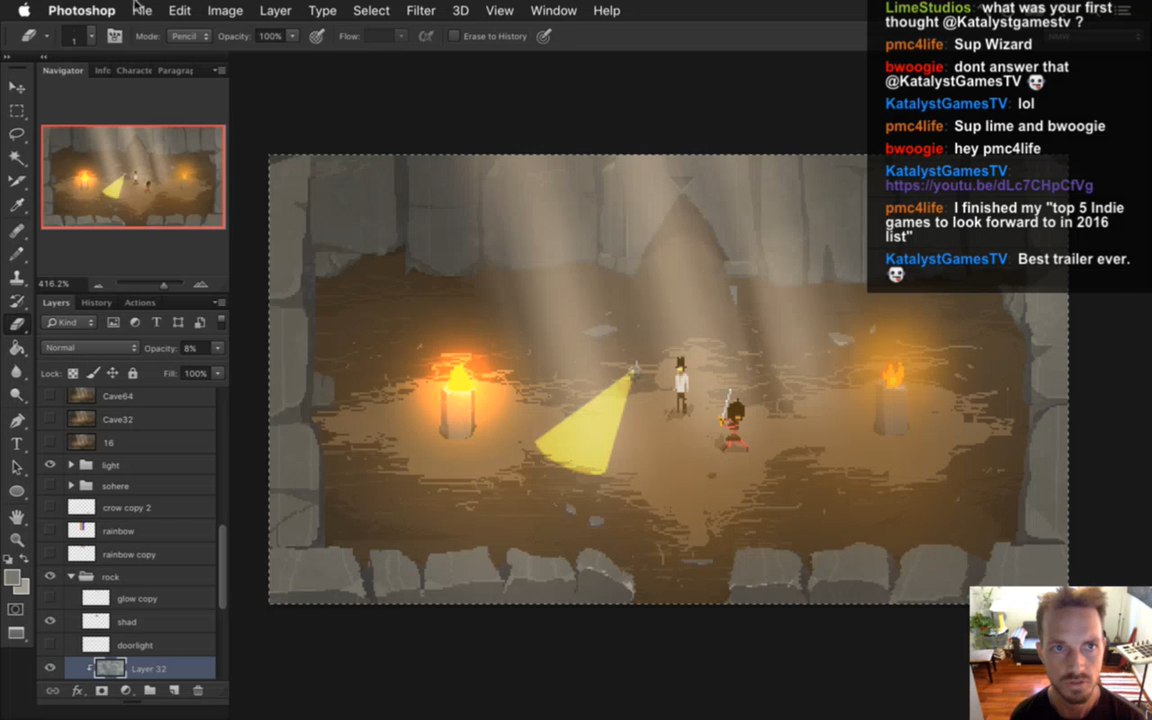 Photoshop File Edit Image Layer Type Select Filter 3D View Window Help
1 Mode: Pencil Opacity: 100% Flow: Erase to History
Navigator Info Characte Paragraj
416.2%
Layers History Actions
Kind
Normal Opacity: 8%
Lock: Fill: 100%
Cave64
Cave32
16
light
sohere
crow copy 2
rainbow
rainbow copy
rock
glow copy
shad
doorlight
Layer 32
fx
LimeStudios: what was your first
thought @Katalystgamestv ?
pmc4life: Sup Wizard
bwoogie: dont answer that
@KatalystGamesTV
KatalystGamesTV: lol
pmc4life: Sup lime and bwoogie
bwoogie: hey pmc4life
KatalystGamesTV:
https://youtu.be/dLc7CHpCfVg
pmc4life: I finished my "top 5 Indie
games to look forward to in 2016
list"
KatalystGamesTV: Best trailer ever.